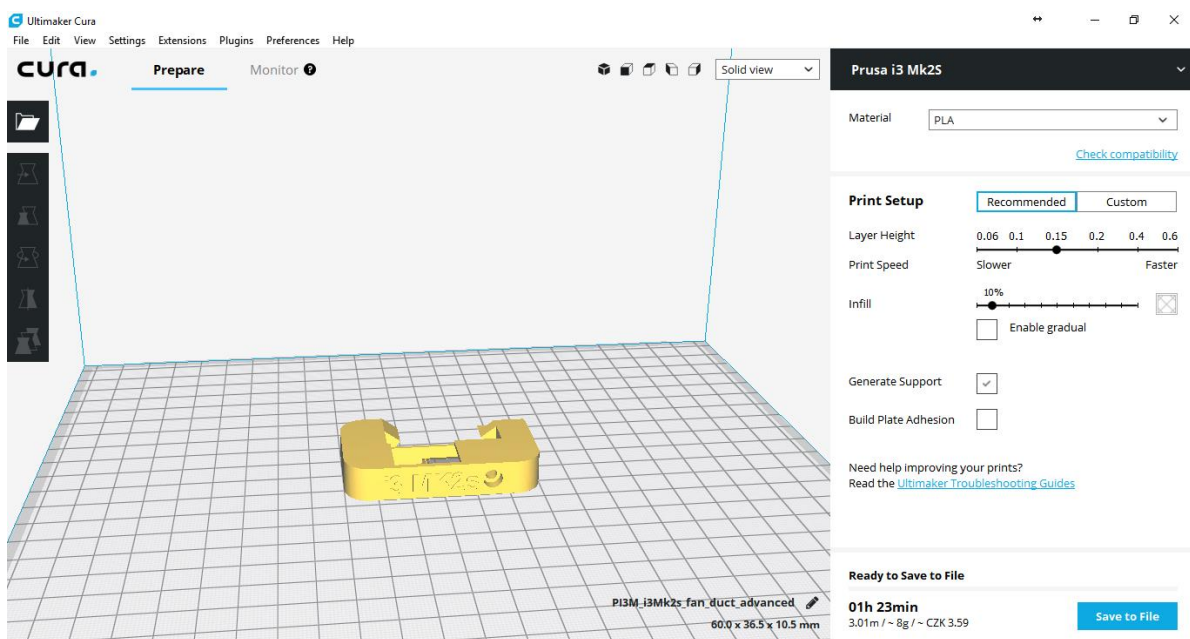 Ultimaker Cura
File Edit View Settings Extensions Plugins Preferences Help
cura.
Prepare
Monitor ?
Solid view
Prusa i3 Mk2S
Material
PLA
Check compatibility
Print Setup
Recommended
Custom
Layer Height
0.06 0.1 0.15 0.2 0.4 0.6
Print Speed
Slower
Faster
Infill
10%
Enable gradual
Generate Support
Build Plate Adhesion
Need help improving your prints?
Read the Ultimaker Troubleshooting Guides
i3 MK2s
PI3M_i3Mk2s_fan_duct_advanced
60.0 x 36.5 x 10.5 mm
Ready to Save to File
01h 23min
3.01m / ~ 8g / ~ CZK 3.59
Save to File